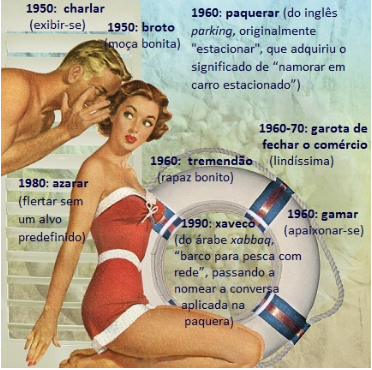 1950: charlar
(exibir-se)
1950: broto
(moça bonita)
1960: paquerar (do inglês
parking, originalmente
"estacionar", que adquiriu o
significado de "namorar em
carro estacionado")
1960-70: garota de
fechar o comércio
(lindíssima)
1960: tremendão
(rapaz bonito)
1980: azarar
(flertar sem
um alvo
predefinido)
1990: xaveco
(do árabe xabbaq,
"barco para pesca com
rede", passando a
nomear a conversa
aplicada na
paquera)
1960: gamar
(apaixonar-se)